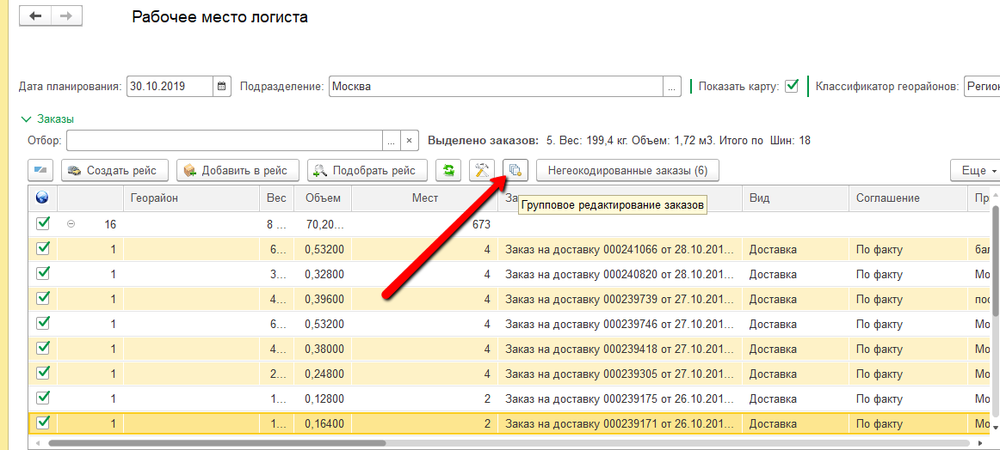 Рабочее место логиста
Дата планирования: 30.10.2019 Подразделение: Москва ... Показать карту: Классификатор георайонов: Регион
Заказы
Отбор: ... × Выделено заказов: 5. Вес: 199,4 кг. Объем: 1,72 м3. Итого по Шин: 18
Создать рейс Добавить в рейс Подобрать рейс Негеокодированные заказы (6) Еще
Георайон Вес Объем Мест За Вид Соглашение Пр
Групповое редактирование заказов
16 8 ... 70,20... 673
1 6... 0,53200 4 Заказ на доставку 000241066 от 28.10.201... Доставка По факту бал
1 3... 0,32800 4 Заказ на доставку 000240820 от 28.10.201... Доставка По факту Мо
1 4... 0,39600 4 Заказ на доставку 000239739 от 27.10.201... Доставка По факту пос
1 6... 0,53200 4 Заказ на доставку 000239746 от 27.10.201... Доставка По факту Мо
1 4... 0,38000 4 Заказ на доставку 000239418 от 27.10.201... Доставка По факту Мо
1 2... 0,24800 4 Заказ на доставку 000239305 от 27.10.201... Доставка По факту Мо
1 1... 0,12800 2 Заказ на доставку 000239175 от 26.10.201... Доставка По факту Мо
1 1... 0,16400 2 Заказ на доставку 000239171 от 26.10.201... Доставка По факту Мо